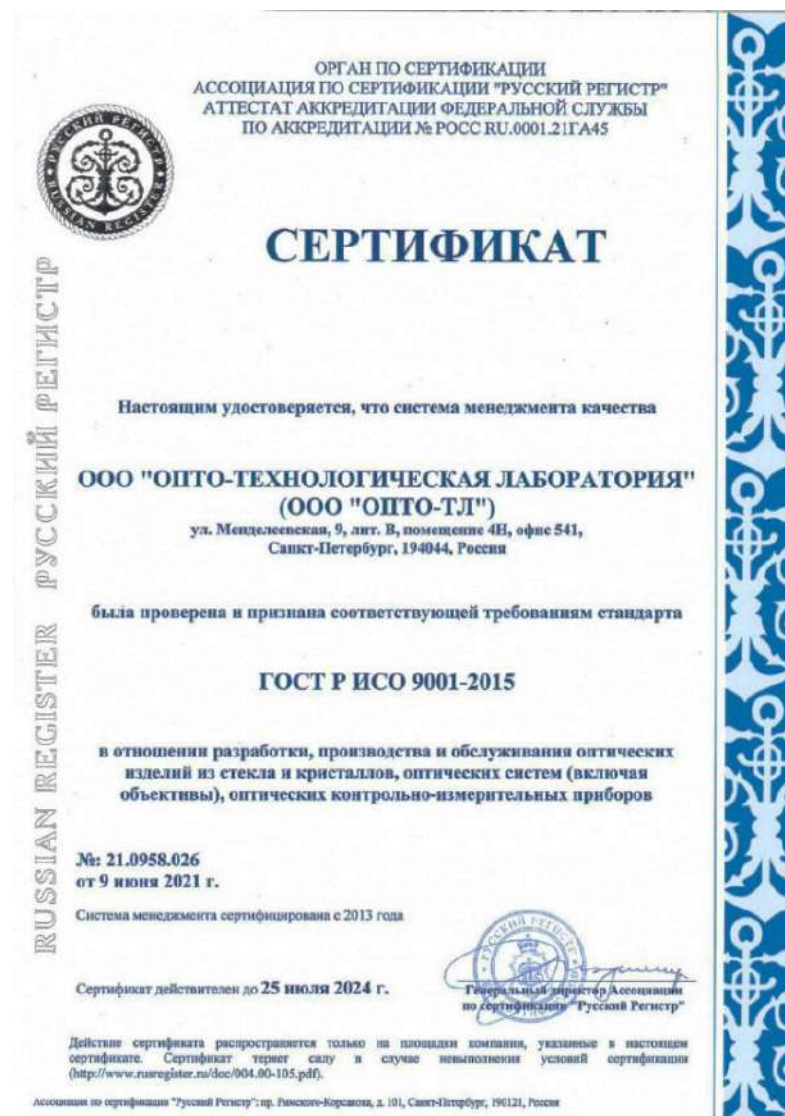 ОРГАН ПО СЕРТИФИКАЦИИ
АССОЦИАЦИЯ ПО СЕРТИФИКАЦИИ "РУССКИЙ РЕГИСТР"
АТТЕСТАТ АККРЕДИТАЦИИ ФЕДЕРАЛЬНОЙ СЛУЖБЫ
ПО АККРЕДИТАЦИИ № РОСС RU.0001.21ГА45
РУССКИЙ РЕГИСТР
RUSSIAN REGISTER
СЕРТИФИКАТ
RUSSIAN REGISTER РУССКИЙ РЕГИСТР
Настоящим удостоверяется, что система менеджмента качества
ООО "ОПТО-ТЕХНОЛОГИЧЕСКАЯ ЛАБОРАТОРИЯ"
(ООО "ОПТО-ТЛ")
ул. Менделеевская, 9, лит. В, помещение 4Н, офис 541,
Санкт-Петербург, 194044, Россия
была проверена и признана соответствующей требованиям стандарта
ГОСТ Р ИСО 9001-2015
в отношении разработки, производства и обслуживания оптических
изделий из стекла и кристаллов, оптических систем (включая
объективы), оптических контрольно-измерительных приборов
№: 21.0958.026
от 9 июня 2021 г.
Система менеджмента сертифицирована с 2013 года
Сертификат действителен до 25 июля 2024 г.
РУССКИЙ РЕГИСТР
Генеральный директор Ассоциации
по сертификации "Русский Регистр"
Действие сертификата распространяется только на площадки компании, указанные в настоящем
сертификате. Сертификат теряет силу в случае невыполнения условий сертификации
(http://www.rusregister.ru/doc/004.00-105.pdf).
Ассоциация по сертификации "Русский Регистр": пр. Римского-Корсакова, д. 101, Санкт-Петербург, 190121, Россия